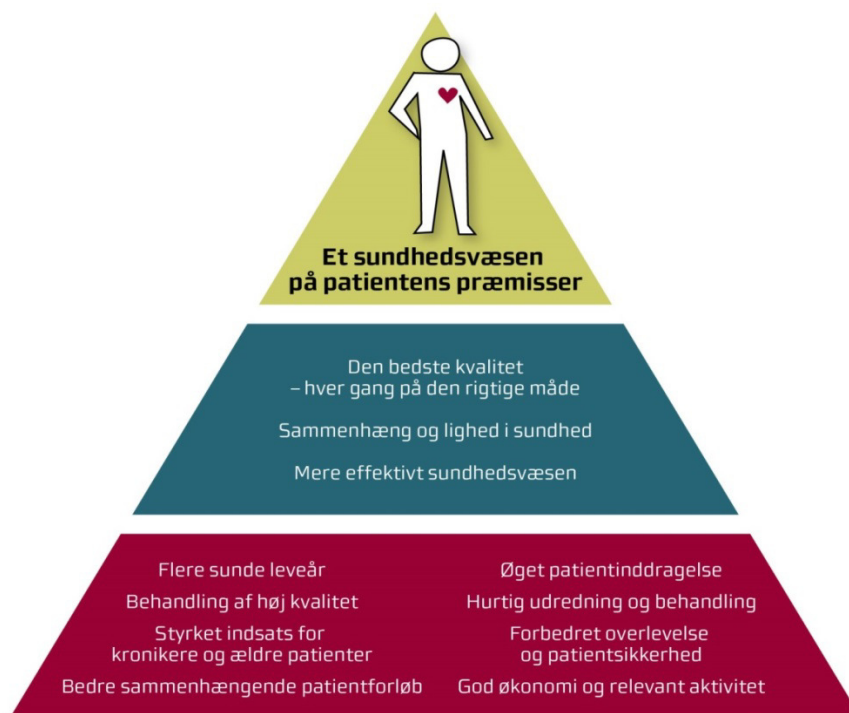 Et sundhedsvæsen
på patientens præmisser
Den bedste kvalitet
– hver gang på den rigtige måde
Sammenhæng og lighed i sundhed
Mere effektivt sundhedsvæsen
Flere sunde leveår
Behandling af høj kvalitet
Styrket indsats for
kronikere og ældre patienter
Bedre sammenhængende patientforløb
Øget patientinddragelse
Hurtig udredning og behandling
Forbedret overlevelse
og patientsikkerhed
God økonomi og relevant aktivitet